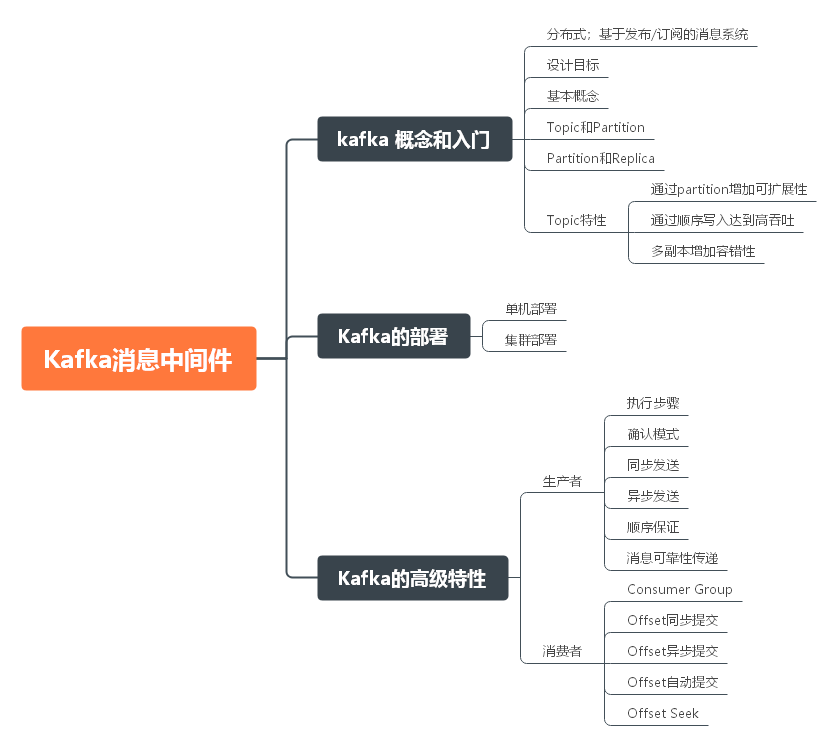 Kafka消息中间件
kafka 概念和入门
分布式；基于发布/订阅的消息系统
设计目标
基本概念
Topic和Partition
Partition和Replica
Topic特性
通过partition增加可扩展性
通过顺序写入达到高吞吐
多副本增加容错性
Kafka的部署
单机部署
集群部署
Kafka的高级特性
生产者
执行步骤
确认模式
同步发送
异步发送
顺序保证
消息可靠性传递
消费者
Consumer Group
Offset同步提交
Offset异步提交
Offset自动提交
Offset Seek